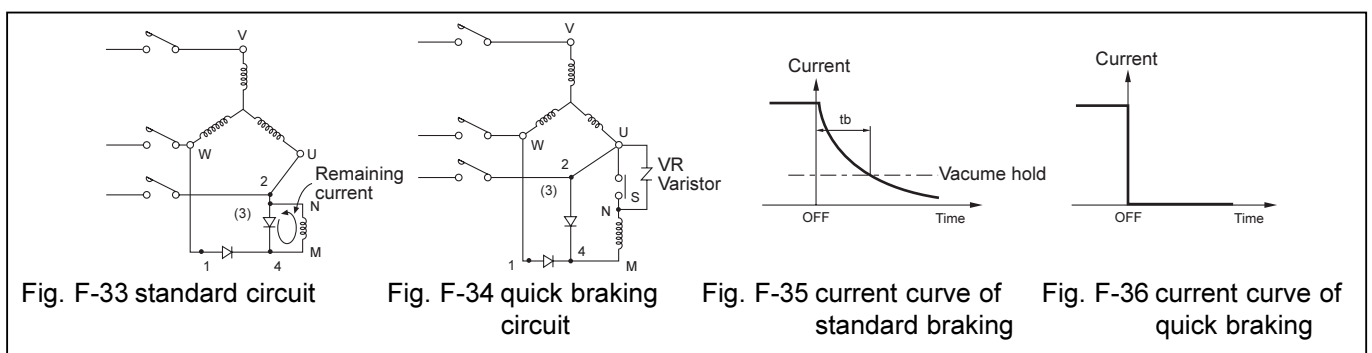 V
W
U
2
(3)
N
M
1
4
Remaining
current
Fig. F-33 standard circuit
V
W
U
2
(3)
S
N
M
1
4
VR
Varistor
Fig. F-34 quick braking
circuit
Current
tb
Vacume hold
OFF
Time
Fig. F-35 current curve of
standard braking
Current
OFF
Time
Fig. F-36 current curve of
quick braking